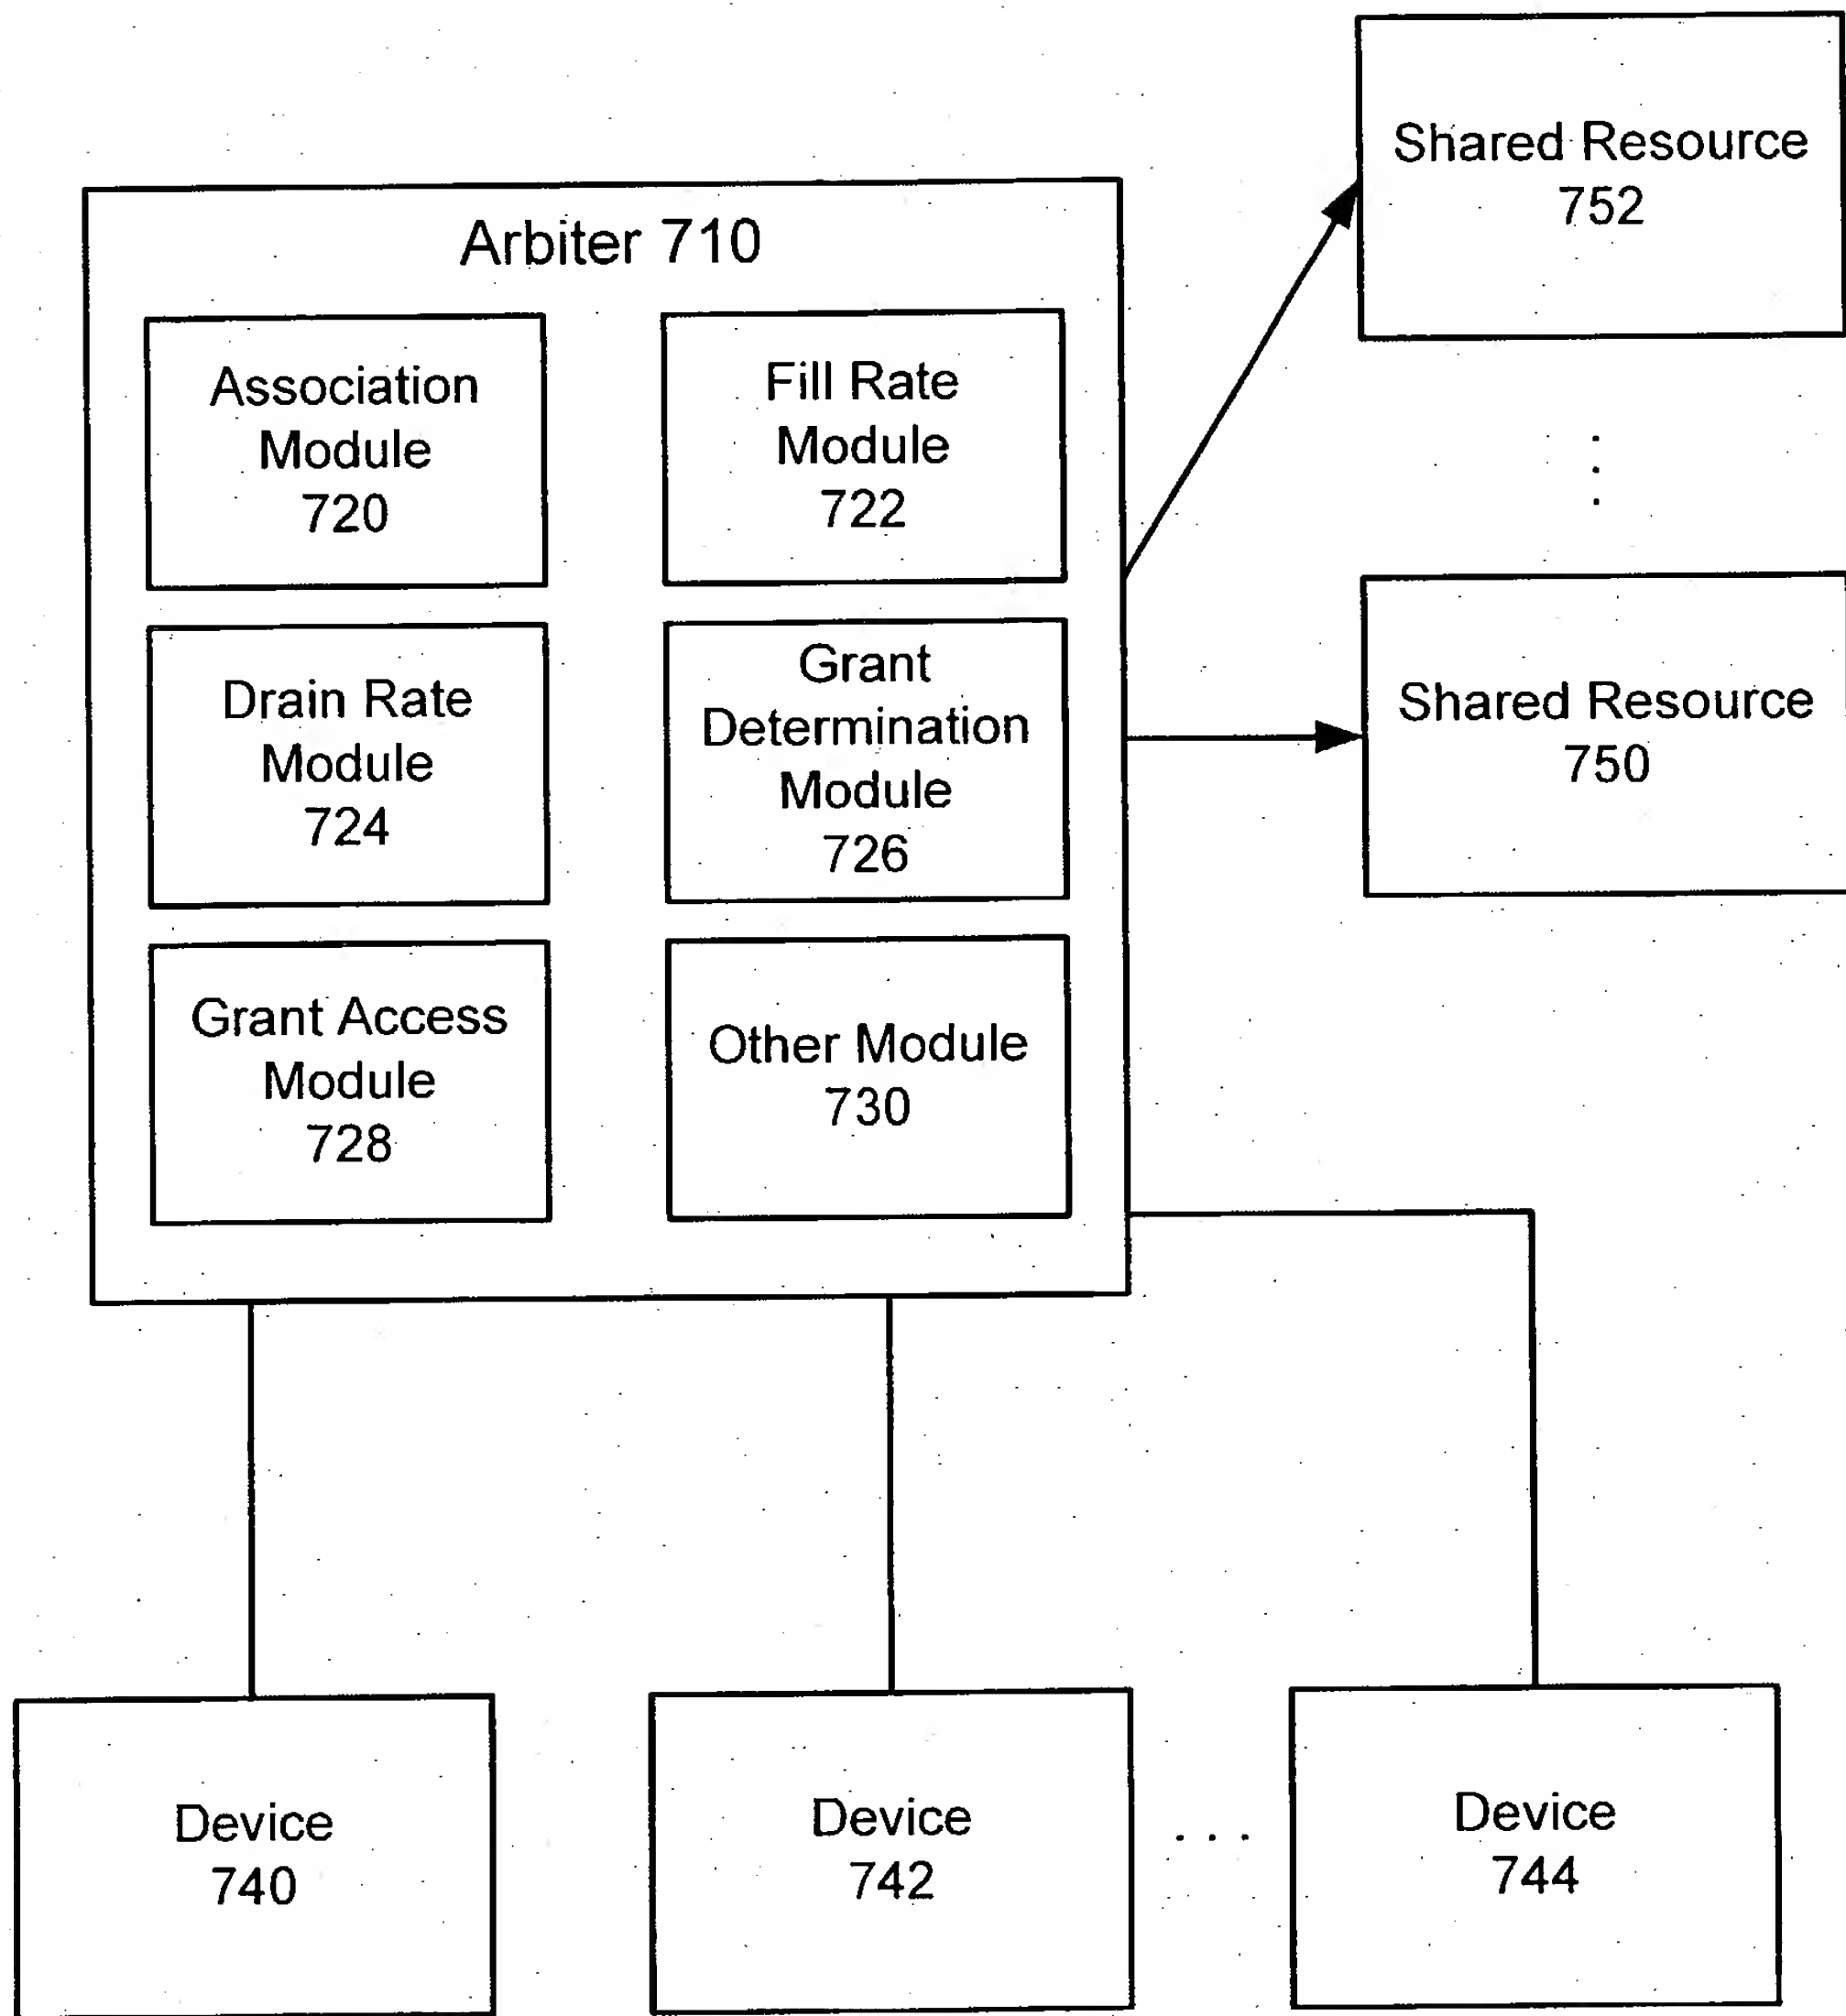 Shared Resource
752
Arbiter 710
Association
Module
720
Fill Rate
Module
722
Drain Rate
Module
724
Grant
Determination
Module
726
Shared Resource
750
Grant Access
Module
728
Other Module
730
Device
740
Device
742
. . .
Device
744